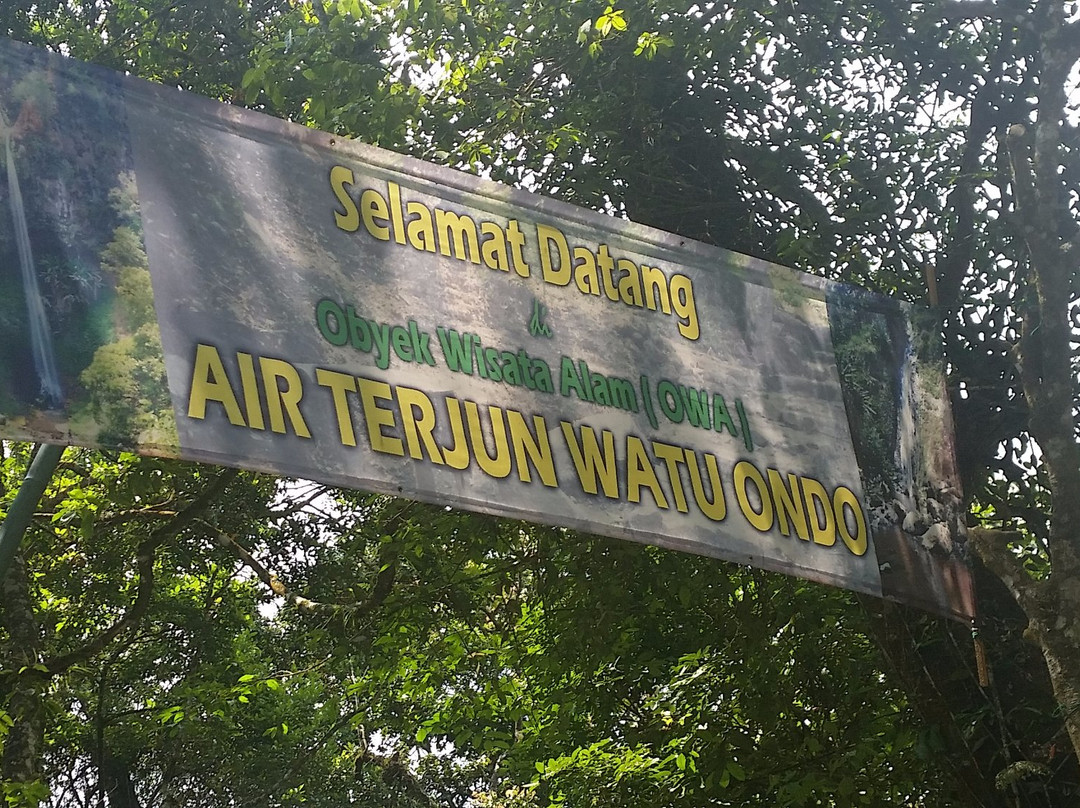 Selamat Datang
di
Obyek Wisata Alam ( OWA )
AIR TERJUN WATU ONDO